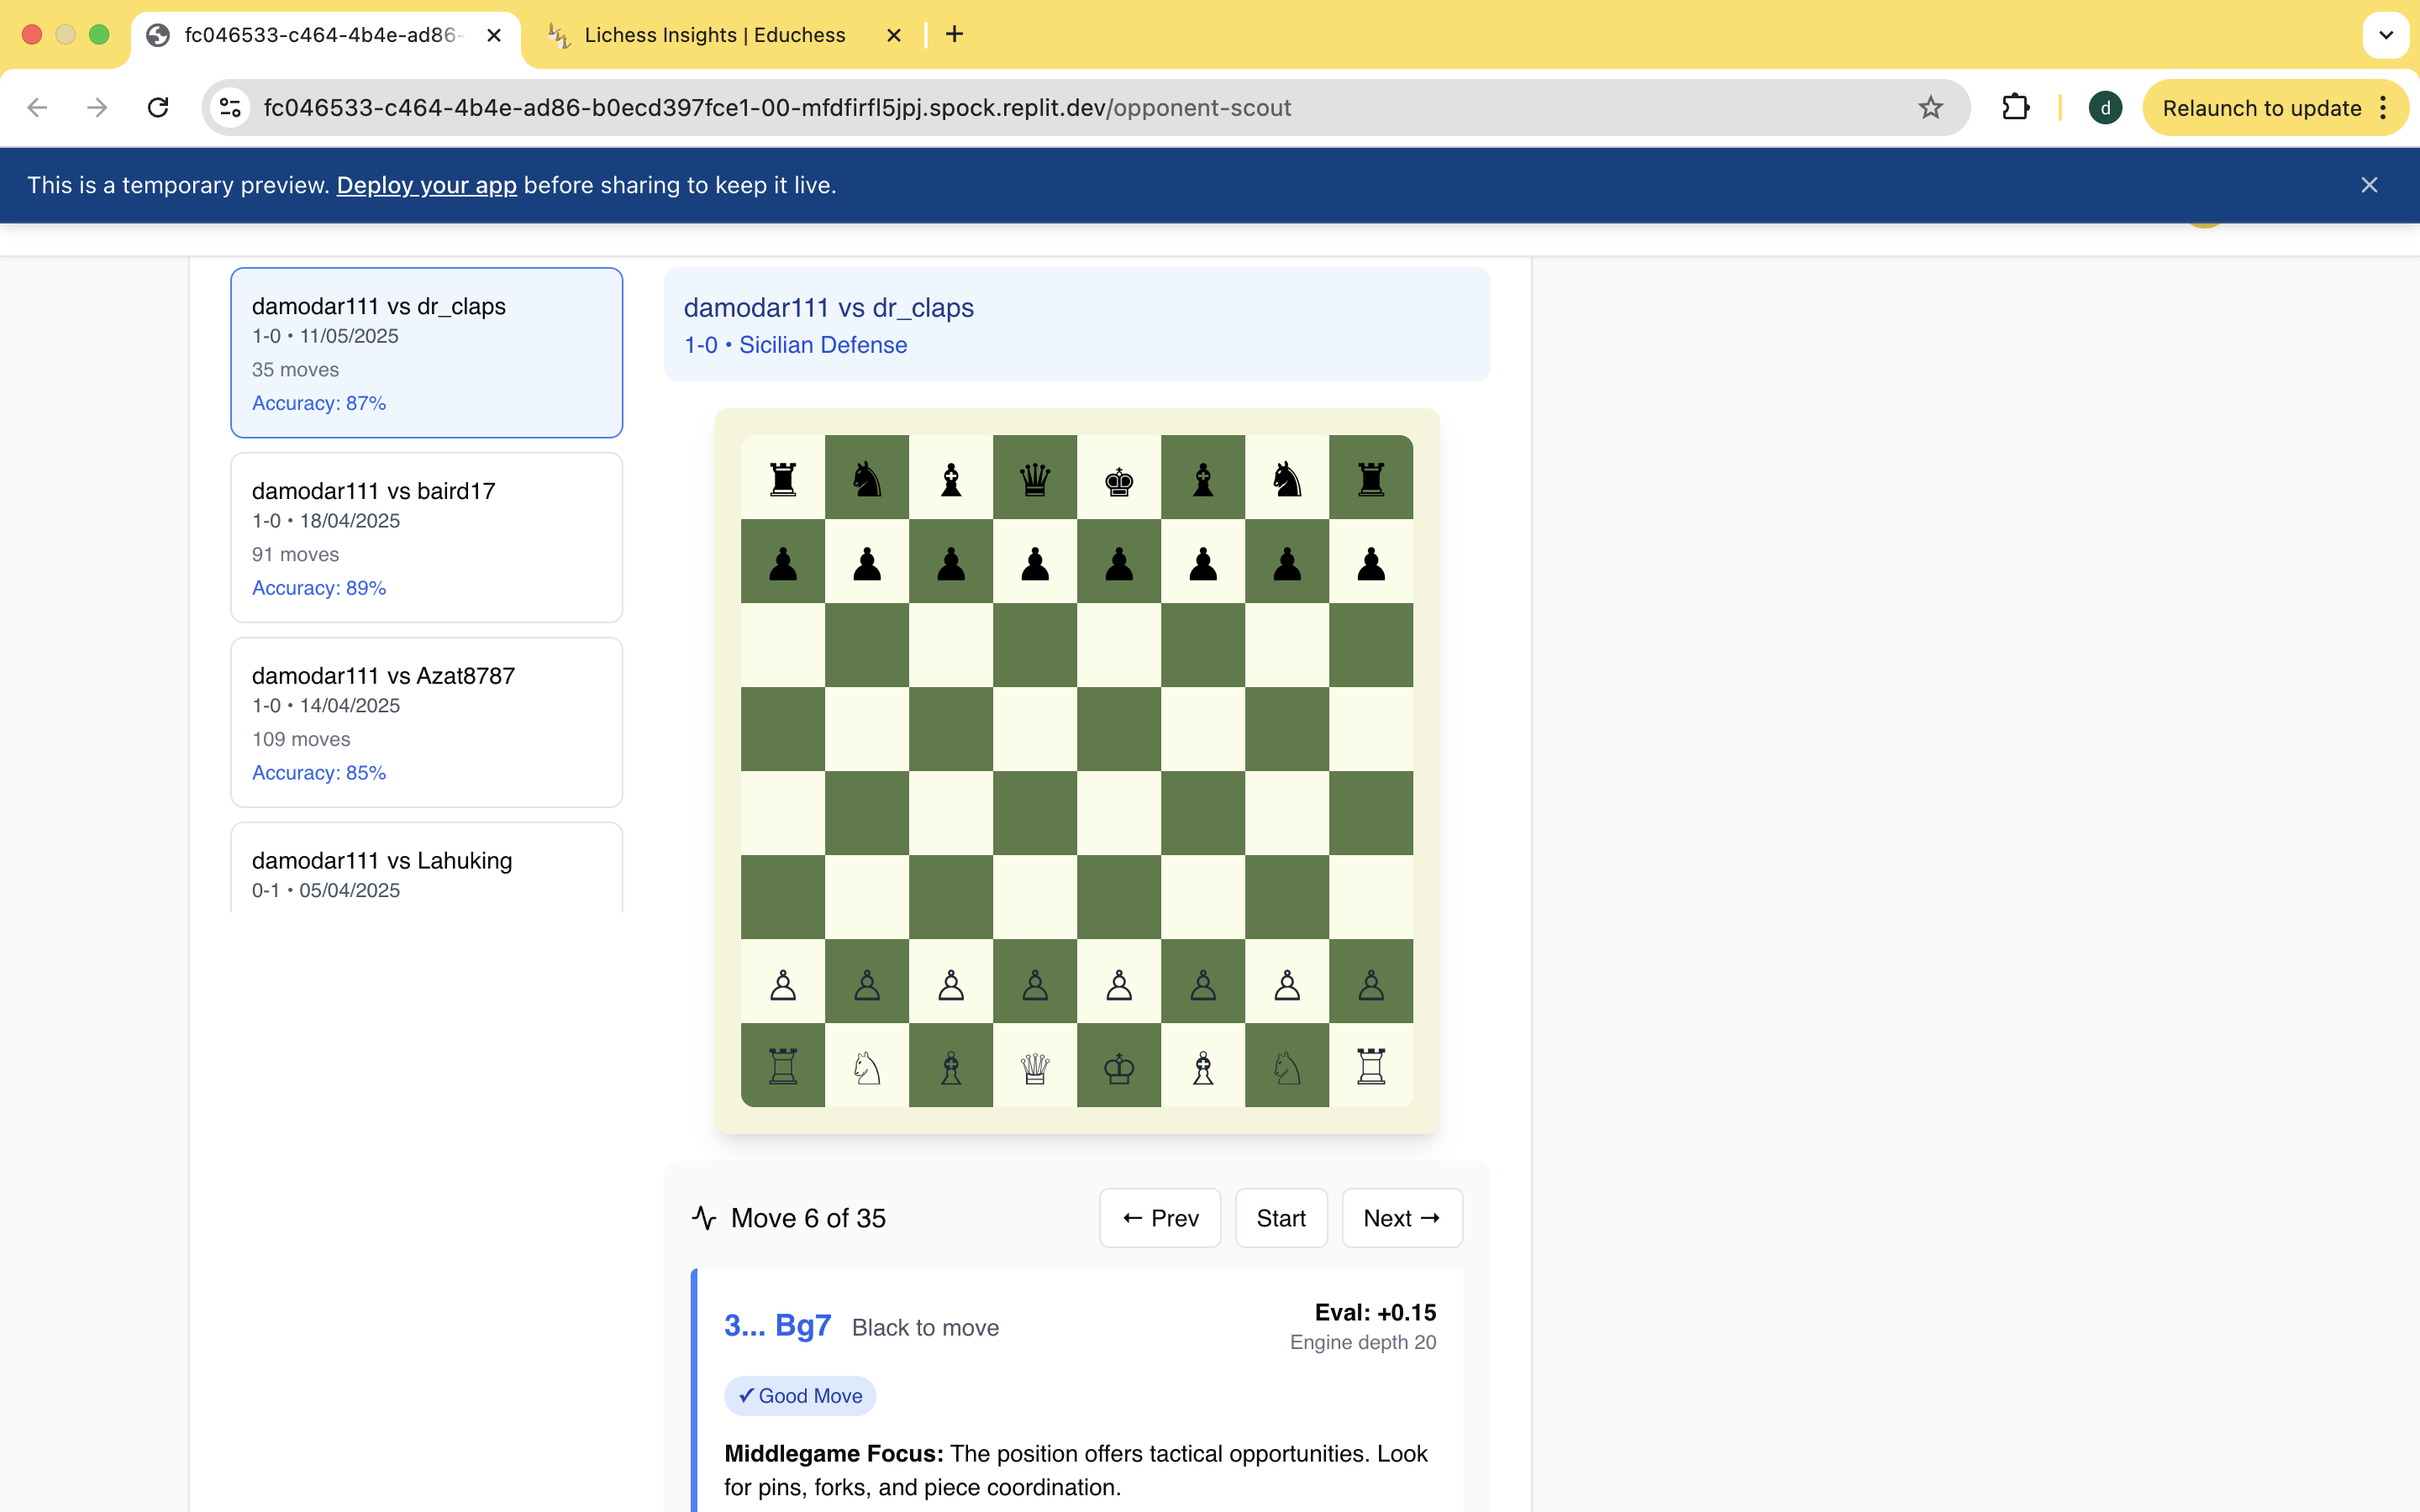 fc046533-c464-4b4e-ad86-
Lichess Insights | Educhess
fc046533-c464-4b4e-ad86-b0ecd397fce1-00-mfdfirfl5jpj.spock.replit.dev/opponent-scout
d
Relaunch to update
This is a temporary preview. Deploy your app before sharing to keep it live.
damodar111 vs dr_claps
1-0 • 11/05/2025
35 moves
Accuracy: 87%
damodar111 vs baird17
1-0 • 18/04/2025
91 moves
Accuracy: 89%
damodar111 vs Azat8787
1-0 • 14/04/2025
109 moves
Accuracy: 85%
damodar111 vs Lahuking
0-1 • 05/04/2025
damodar111 vs dr_claps
1-0 • Sicilian Defense
Move 6 of 35
← Prev
Start
Next →
3... Bg7 Black to move
Eval: +0.15
Engine depth 20
✓ Good Move
Middlegame Focus: The position offers tactical opportunities. Look
for pins, forks, and piece coordination.